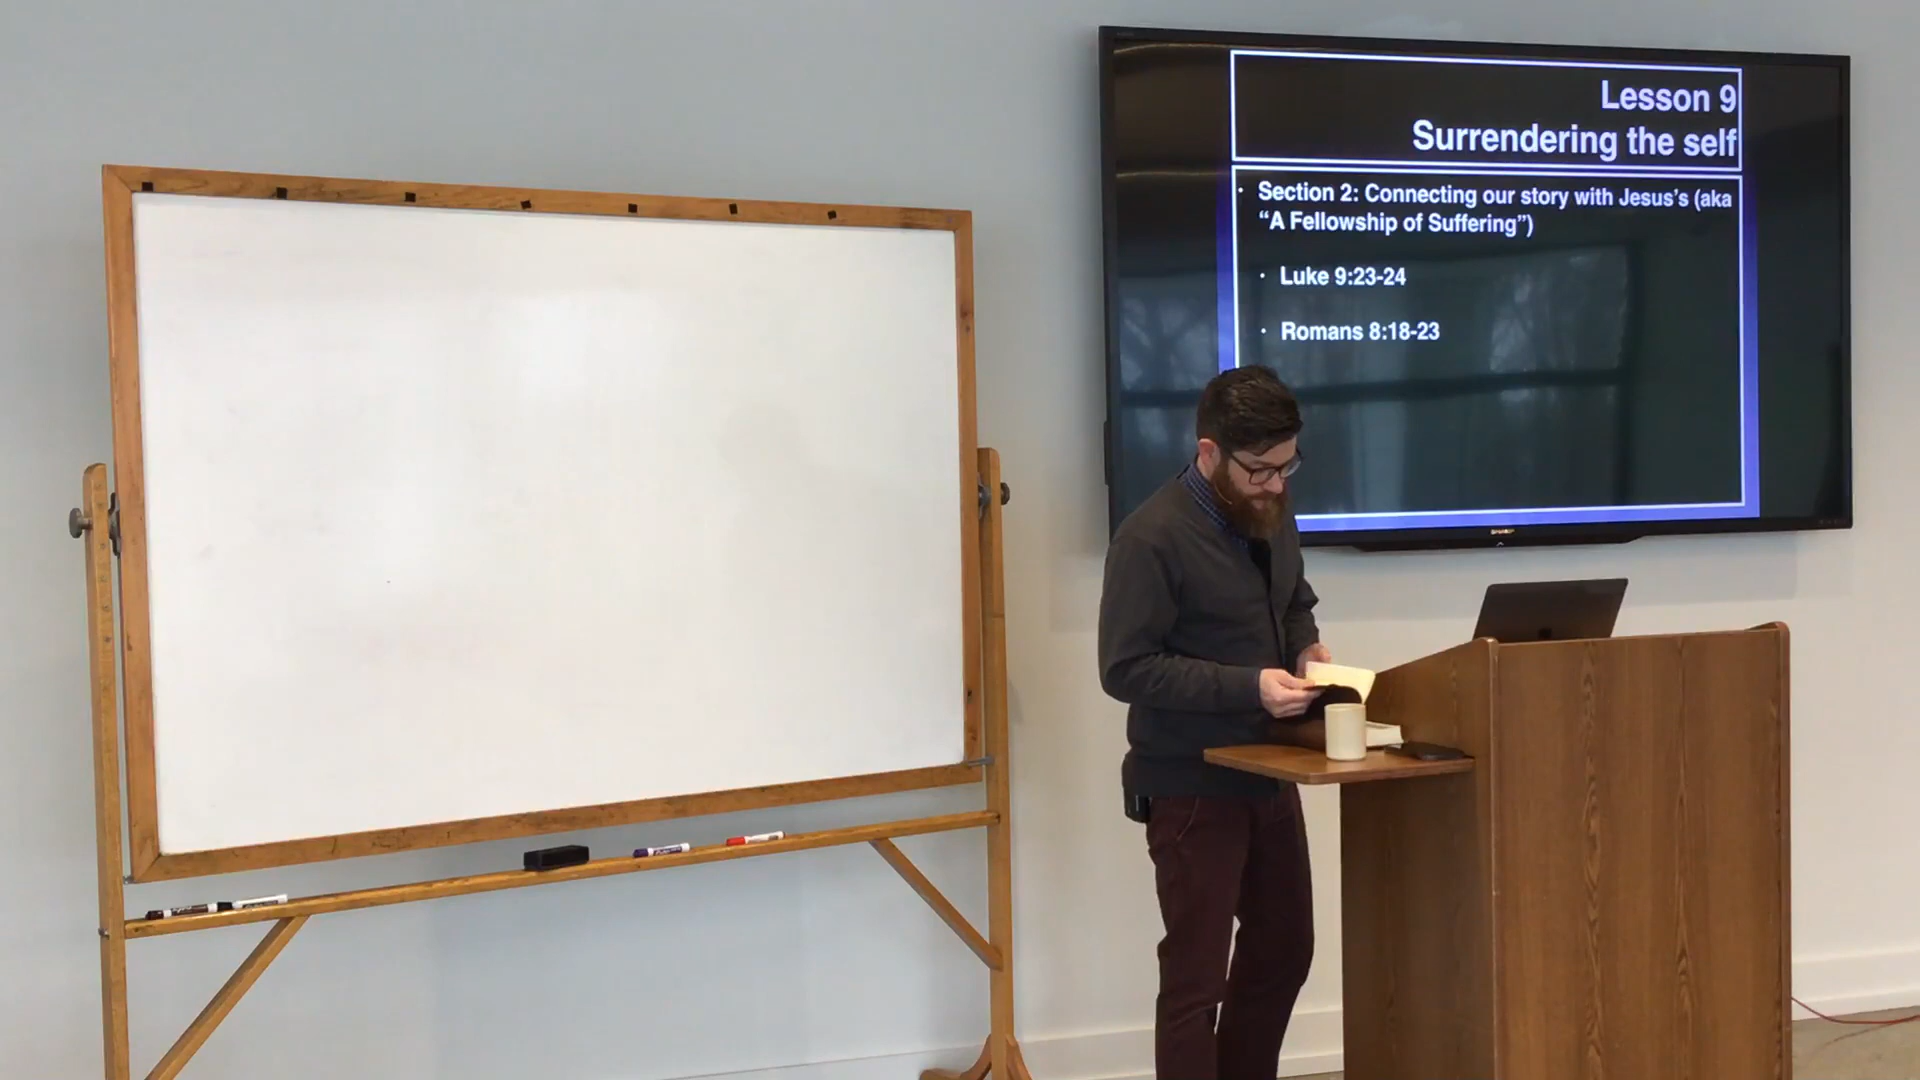 Lesson 9
Surrendering the self
• Section 2: Connecting our story with Jesus's (aka
“A Fellowship of Suffering”)
• Luke 9:23-24
• Romans 8:18-23
SHARP